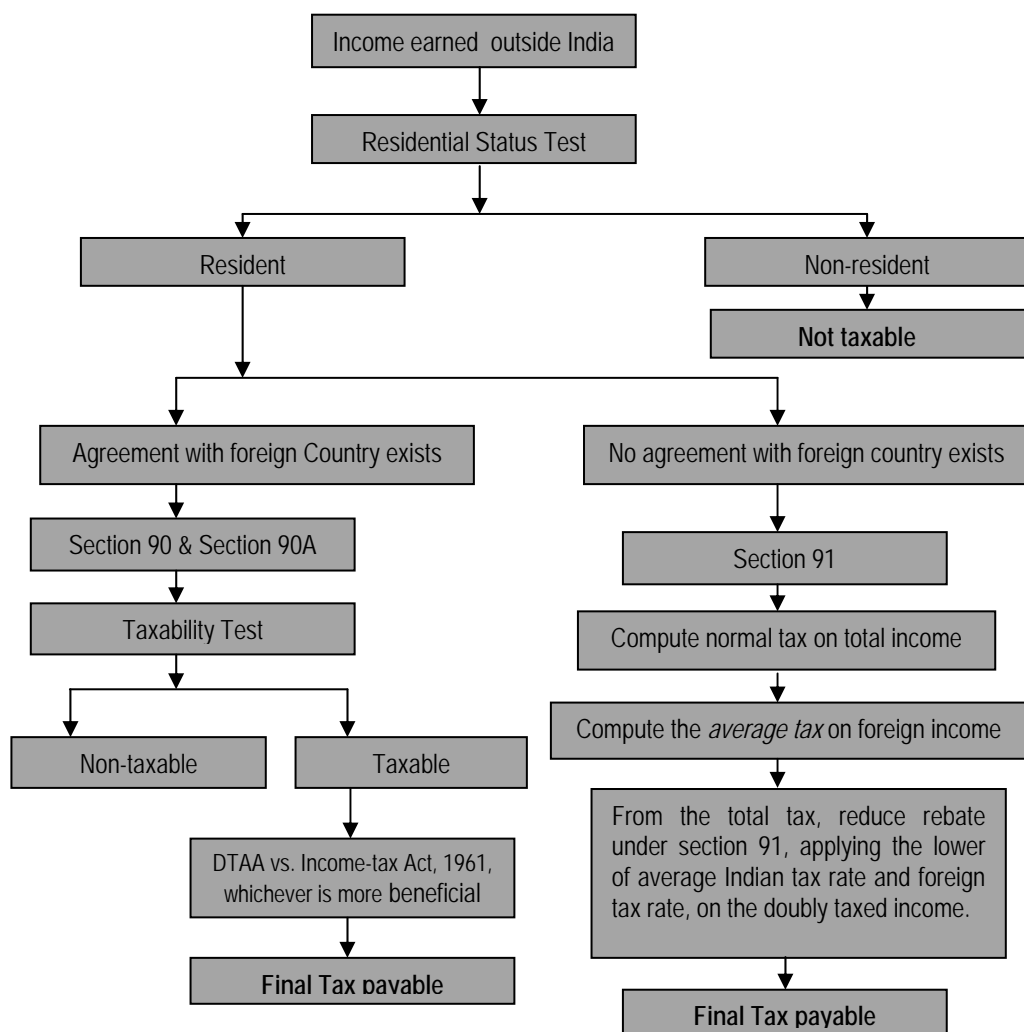 Income earned outside India
Residential Status Test
Resident
Non-resident
Not taxable
Agreement with foreign Country exists
No agreement with foreign country exists
Section 90 & Section 90A
Section 91
Taxability Test
Compute normal tax on total income
Compute the average tax on foreign income
Non-taxable
Taxable
From the total tax, reduce rebate
under section 91, applying the lower
of average Indian tax rate and foreign
tax rate, on the doubly taxed income.
DTAA vs. Income-tax Act, 1961,
whichever is more beneficial
Final Tax payable
Final Tax payable